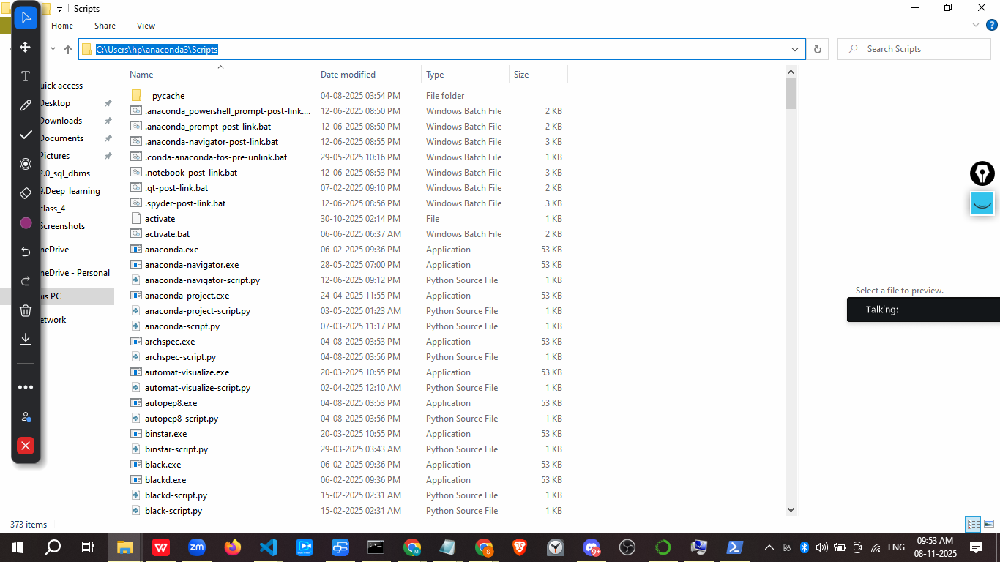 Scripts
Home Share View
C:\Users\hp\anaconda3\Scripts
Search Scripts
Name Date modified Type Size
uick access
Desktop
Downloads
Documents
Pictures
2.0_sql_dbms
9.Deep_learning
class_4
Screenshots
neDrive
neDrive - Personal
is PC
etwork
__pycache__ 04-08-2025 03:54 PM File folder
.anaconda_powershell_prompt-post-link.... 12-06-2025 08:50 PM Windows Batch File 2 KB
.anaconda_prompt-post-link.bat 12-06-2025 08:50 PM Windows Batch File 2 KB
.anaconda-navigator-post-link.bat 12-06-2025 08:55 PM Windows Batch File 3 KB
.conda-anaconda-tos-pre-unlink.bat 29-05-2025 10:16 PM Windows Batch File 1 KB
.notebook-post-link.bat 12-06-2025 08:53 PM Windows Batch File 3 KB
.qt-post-link.bat 07-02-2025 09:10 PM Windows Batch File 2 KB
.spyder-post-link.bat 12-06-2025 08:56 PM Windows Batch File 3 KB
activate 30-10-2025 02:14 PM File 1 KB
activate.bat 06-06-2025 06:37 AM Windows Batch File 2 KB
anaconda.exe 06-02-2025 09:36 PM Application 53 KB
anaconda-navigator.exe 28-05-2025 07:00 PM Application 53 KB
anaconda-navigator-script.py 12-06-2025 09:12 PM Python Source File 1 KB
anaconda-project.exe 24-04-2025 11:55 PM Application 53 KB
anaconda-project-script.py 03-05-2025 01:23 AM Python Source File 1 KB
anaconda-script.py 07-03-2025 11:17 PM Python Source File 1 KB
archspec.exe 04-08-2025 03:53 PM Application 53 KB
archspec-script.py 04-08-2025 03:56 PM Python Source File 1 KB
automat-visualize.exe 20-03-2025 10:55 PM Application 53 KB
automat-visualize-script.py 02-04-2025 12:10 AM Python Source File 1 KB
autopep8.exe 04-08-2025 03:53 PM Application 53 KB
autopep8-script.py 04-08-2025 03:56 PM Python Source File 1 KB
binstar.exe 20-03-2025 10:55 PM Application 53 KB
binstar-script.py 29-03-2025 03:43 AM Python Source File 1 KB
black.exe 06-02-2025 09:36 PM Application 53 KB
blackd.exe 06-02-2025 09:36 PM Application 53 KB
blackd-script.py 15-02-2025 02:31 AM Python Source File 1 KB
black-script.py 15-02-2025 02:31 AM Python Source File 1 KB
Select a file to preview.
Talking:
373 items
ENG
09:53 AM
08-11-2025